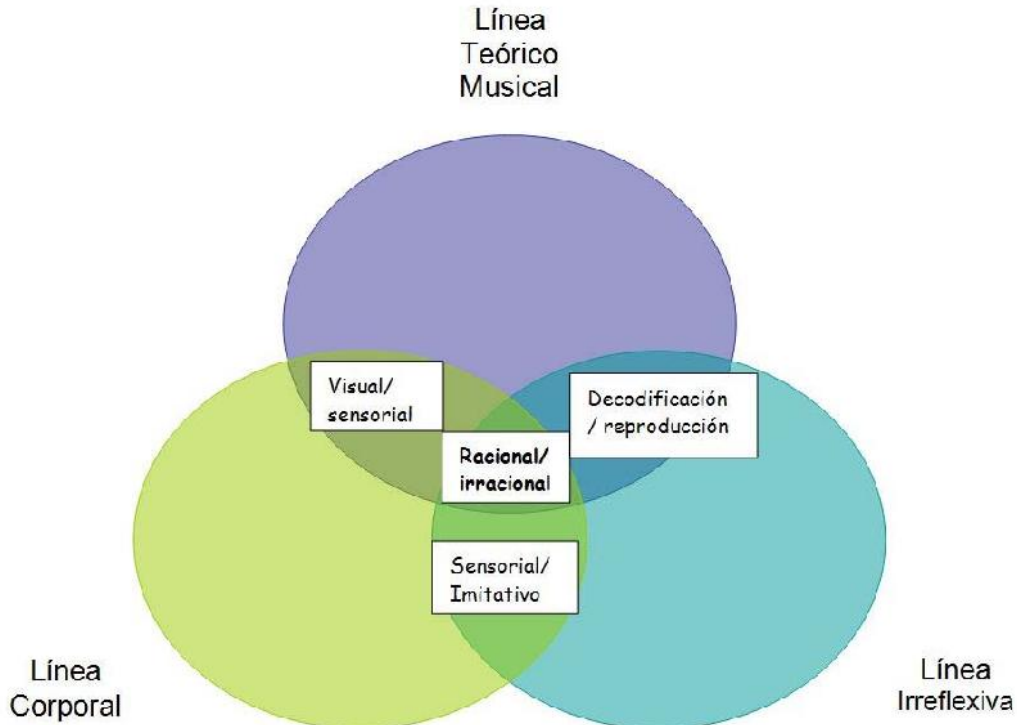 Línea
Teórico
Musical
Visual/
sensorial
Decodificación
/ reproducción
Racional/
irracional
Sensorial/
Imitativo
Línea
Corporal
Línea
Irreflexiva